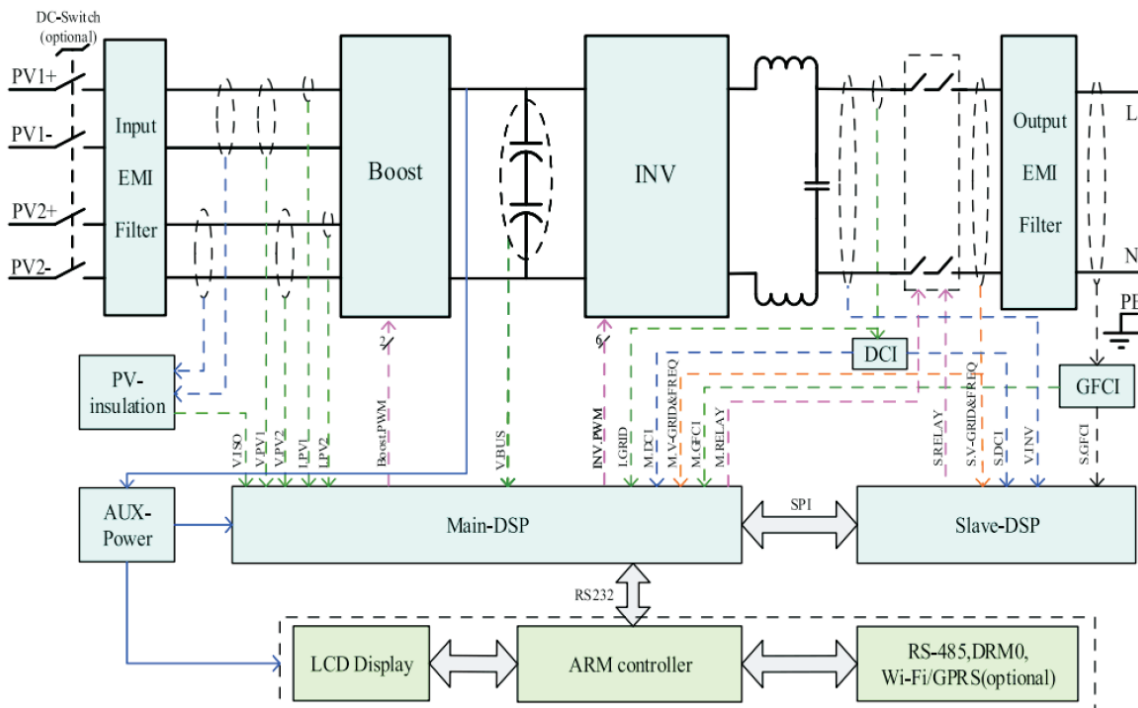 DC-Switch
(optional)
PV1+
PV1-
PV2+
PV2-
Input
EMI
Filter
Boost
INV
Output
EMI
Filter
L
N
PE
2
6
DCI
GFCI
PV-
insulation
V.ISO
V.PV1
V.PV2
I.PV1
I.PV2
Boost.PWM
V.BUS
INV.PWM
I.GRID
M.DCI
M.V-GRID&FREQ
M.GFCI
M.RELAY
S.RELAY
S.V-GRID&FREQ
S.DCI
V.INV
S.GFCI
AUX-
Power
Main-DSP
SPI
Slave-DSP
RS232
LCD Display
ARM controller
RS-485,DRM0,
Wi-Fi/GPRS(optional)